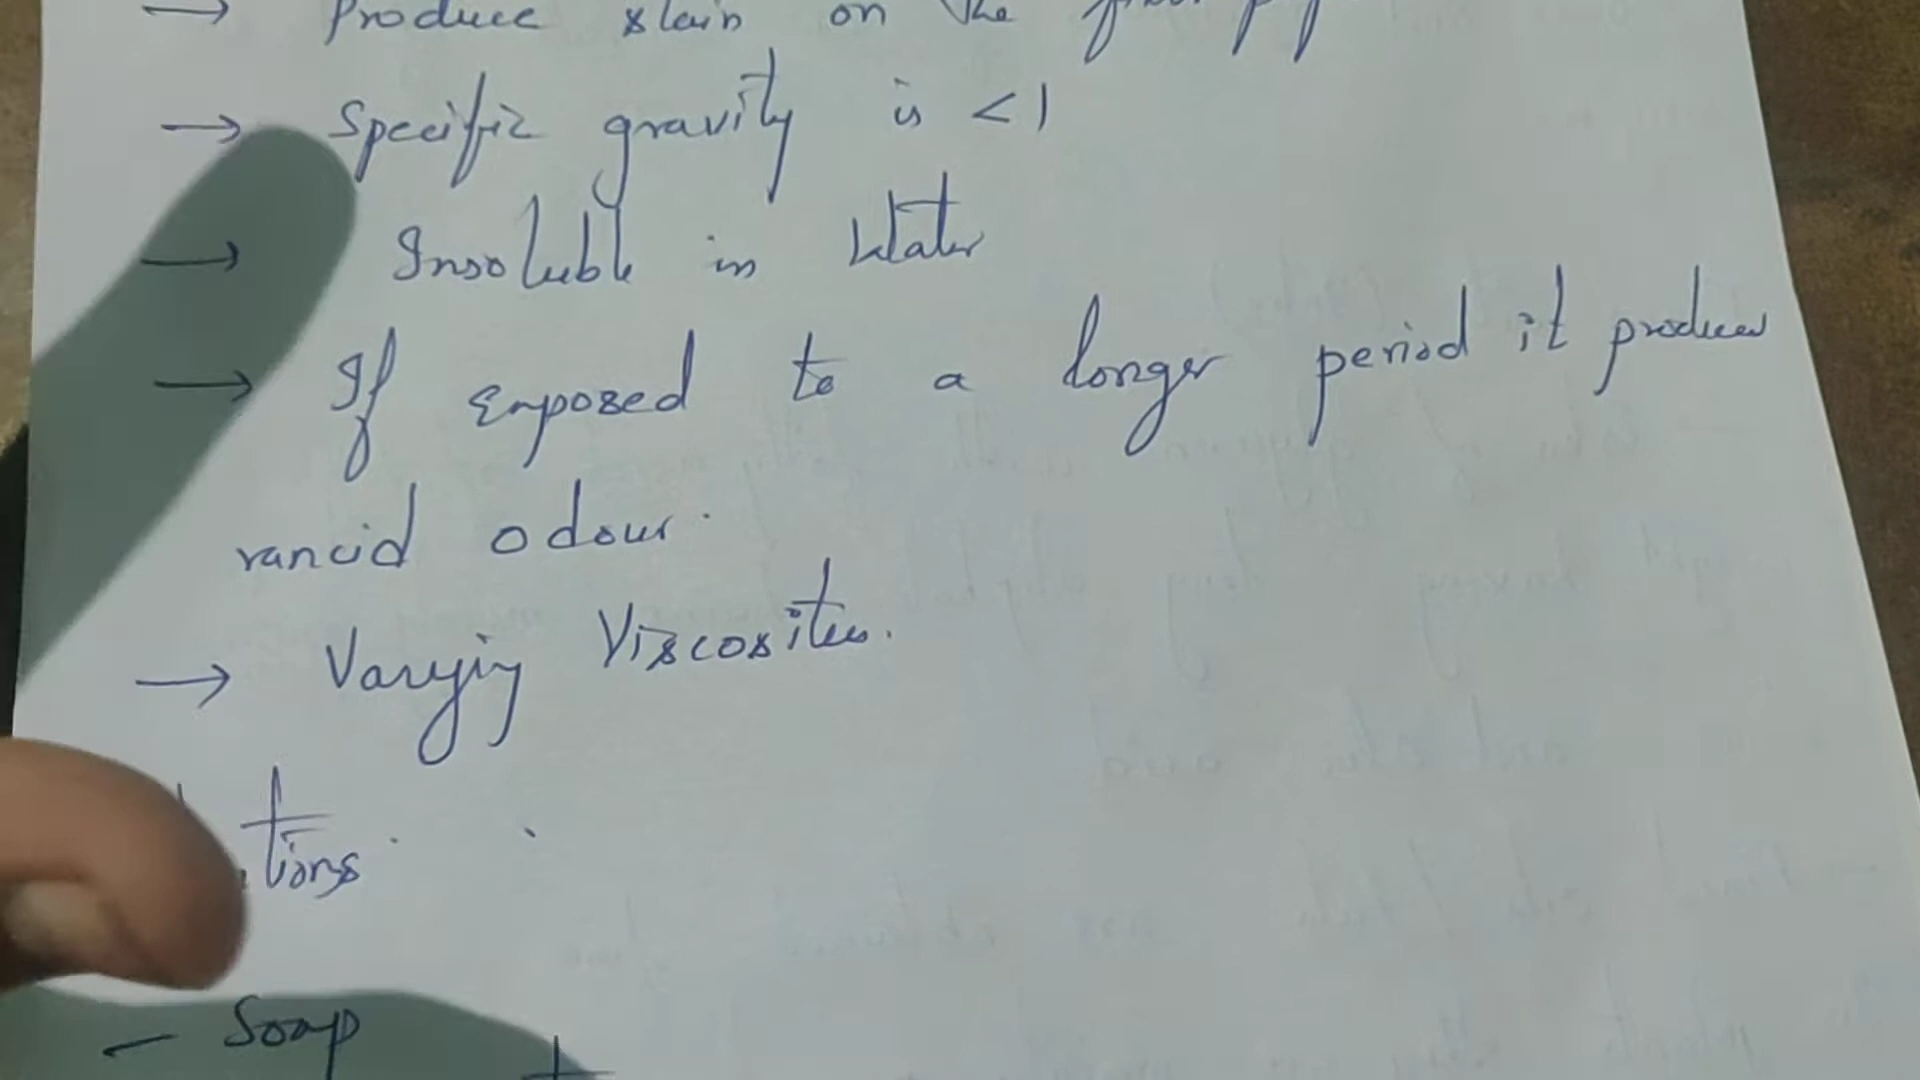 → Produce stain on the
→ Specific gravity is <1
→ Insoluble in Water
→ If exposed to a longer period it produces
rancid odour.
→ Varying Viscosities.
tions.
- Soap